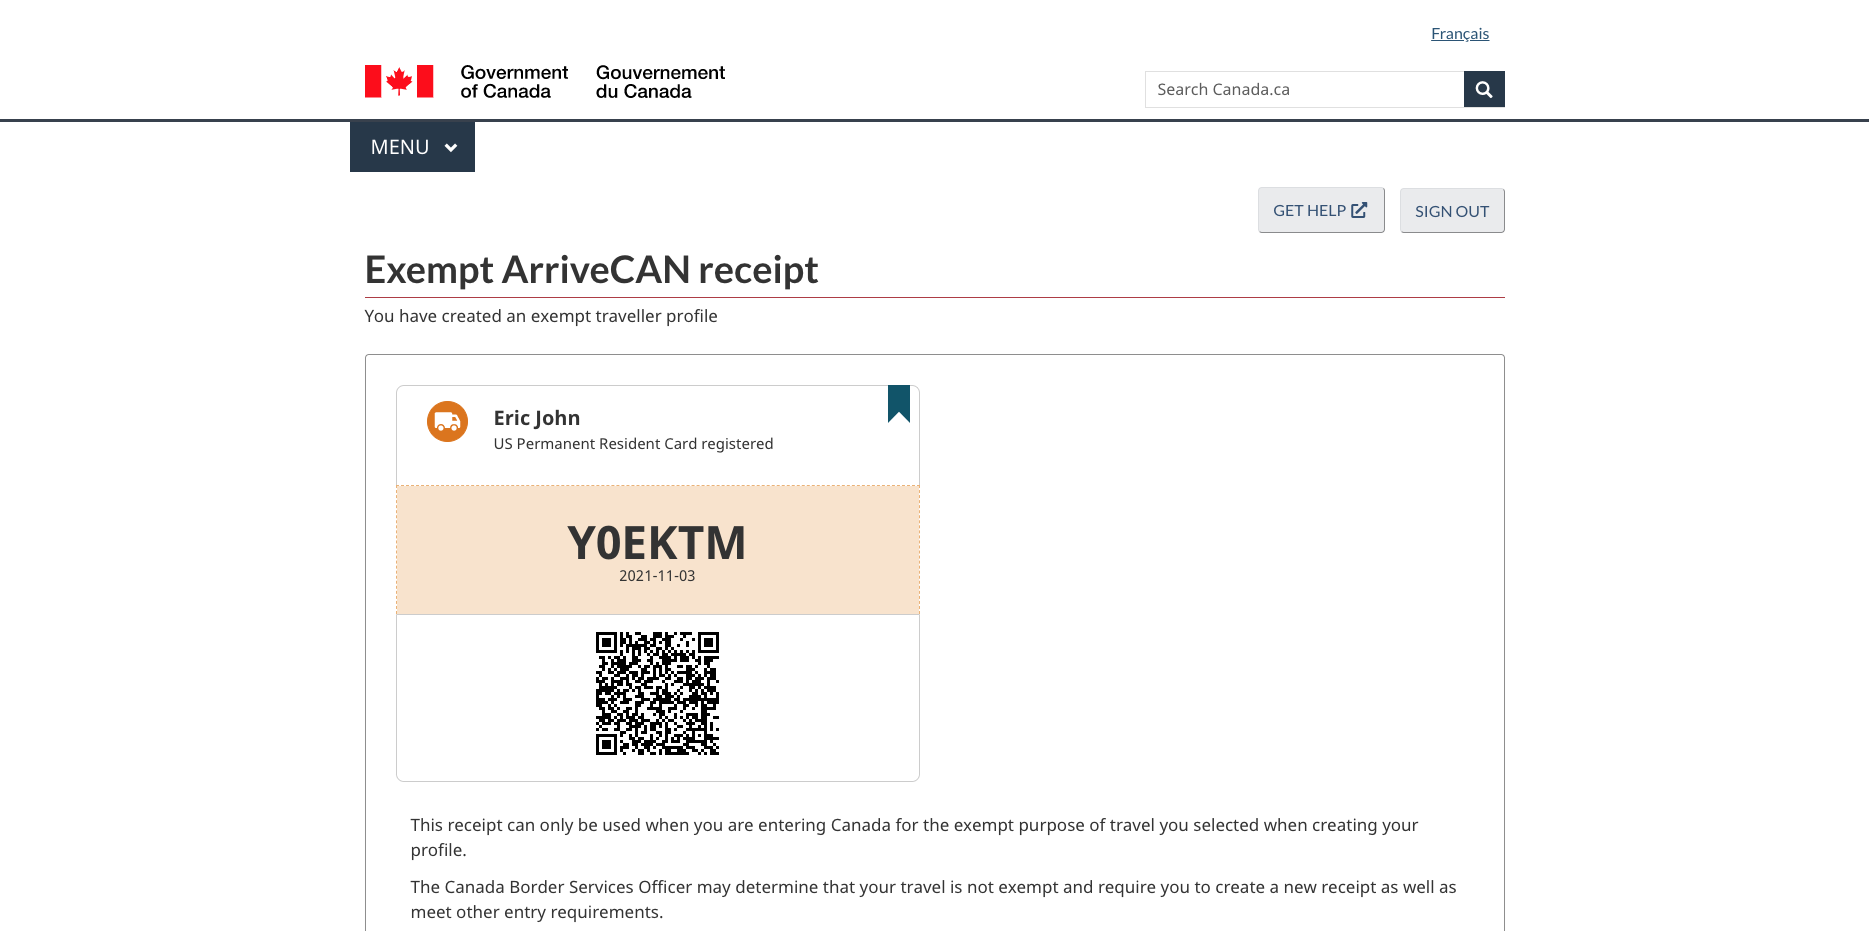 Français
Government of Canada
Gouvernement du Canada
Search Canada.ca
MENU
GET HELP
SIGN OUT
Exempt ArriveCAN receipt
You have created an exempt traveller profile
Eric John
US Permanent Resident Card registered
Y0EKTM
2021-11-03
This receipt can only be used when you are entering Canada for the exempt purpose of travel you selected when creating your
profile.
The Canada Border Services Officer may determine that your travel is not exempt and require you to create a new receipt as well as
meet other entry requirements.